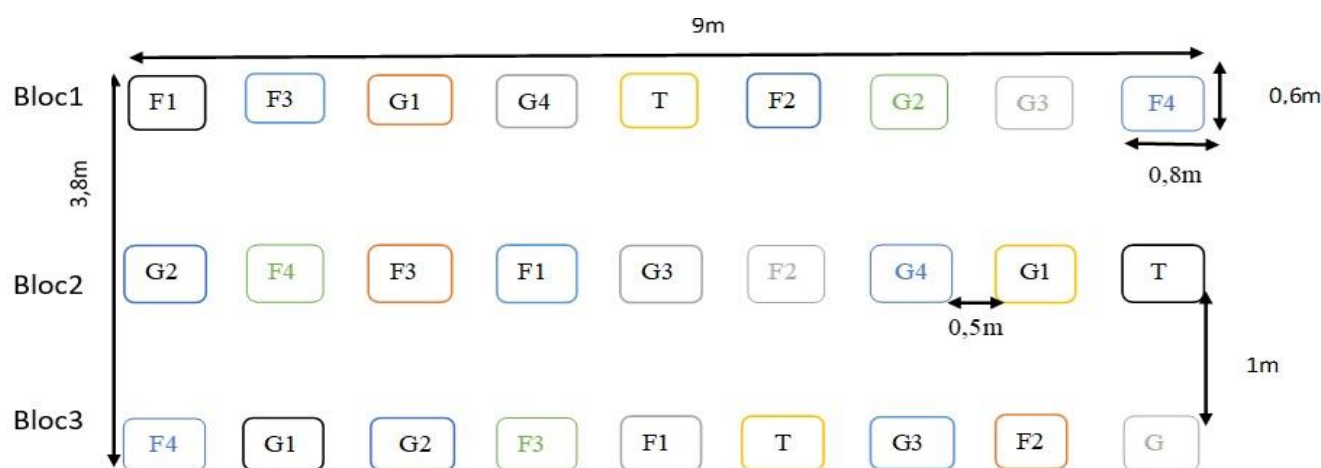 9m
Bloc1 F1 F3 G1 G4 T F2 G2 G3 F4 0,6m
0,8m
3,8m
Bloc2 G2 F4 F3 F1 G3 F2 G4 G1 T
0,5m
1m
Bloc3 F4 G1 G2 F3 F1 T G3 F2 G